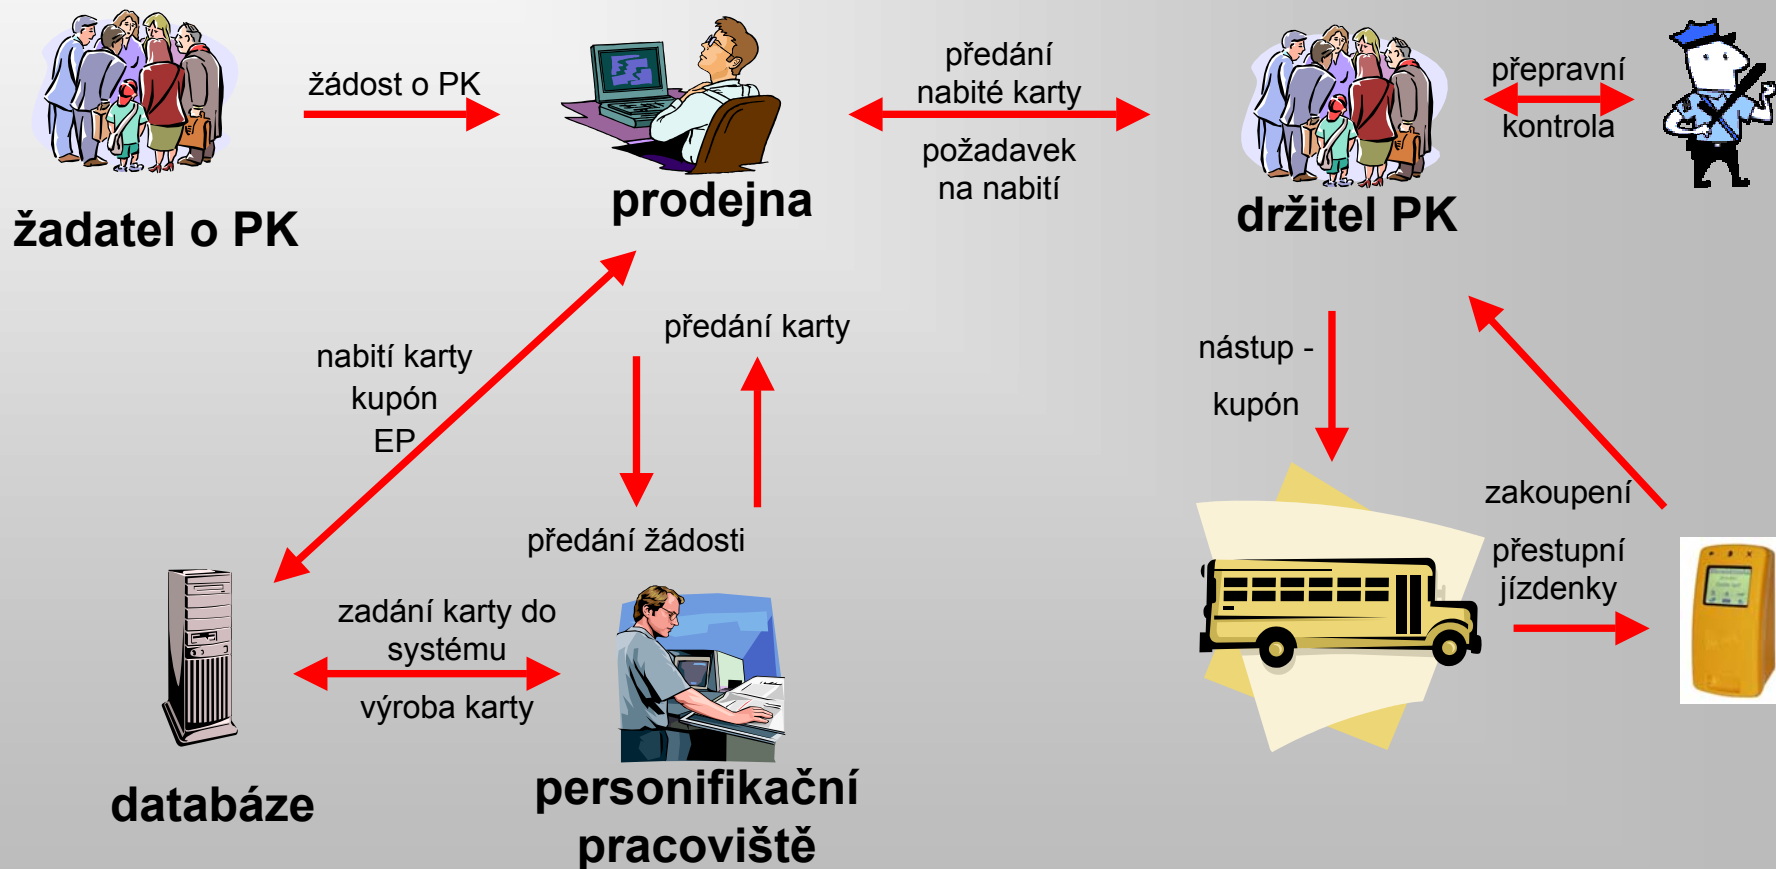 žádost o PK
žadatel o PK
prodejna
předání
nabité karty
požadavek
na nabití
držitel PK
přepravní
kontrola
nabití karty
kupón
EP
předání karty
předání žádosti
nástup -
kupón
zakoupení
přestupní
jízdenky
zadání karty do
systému
výroba karty
databáze
personifikační
pracoviště